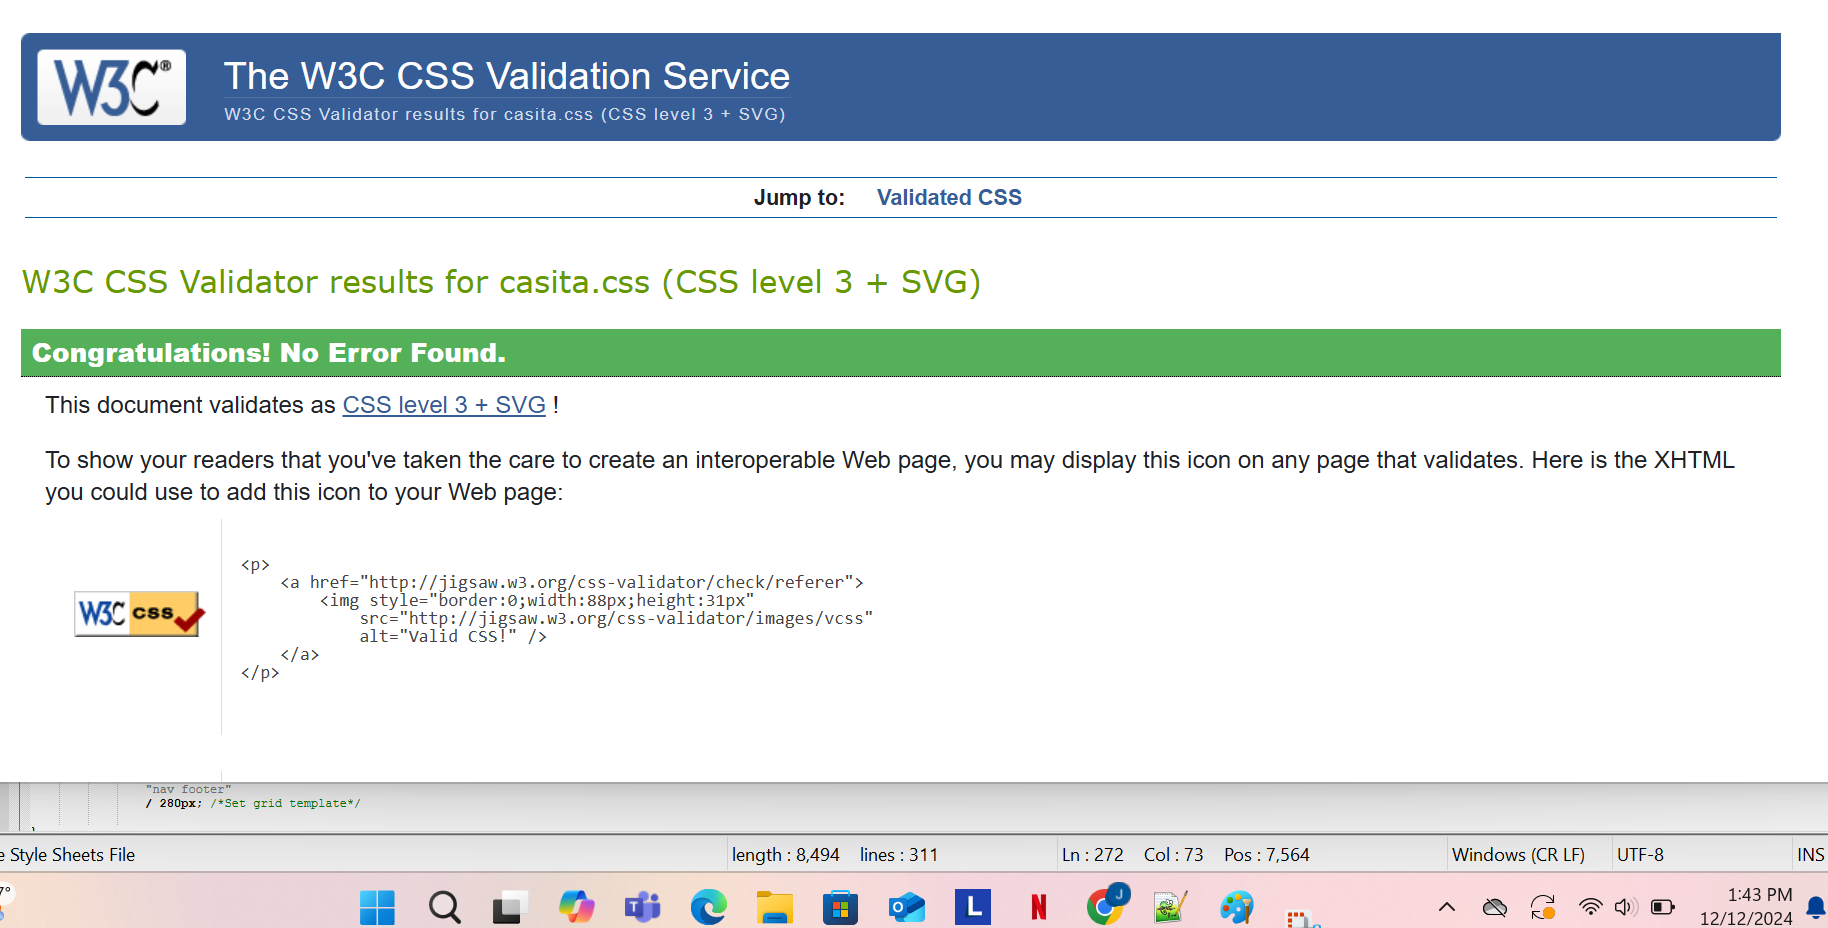 W3C®
The W3C CSS Validation Service
W3C CSS Validator results for casita.css (CSS level 3 + SVG)
Jump to: Validated CSS
W3C CSS Validator results for casita.css (CSS level 3 + SVG)
Congratulations! No Error Found.
This document validates as CSS level 3 + SVG !
To show your readers that you've taken the care to create an interoperable Web page, you may display this icon on any page that validates. Here is the XHTML
you could use to add this icon to your Web page:
W3C css
<p>
<a href="http://jigsaw.w3.org/css-validator/check/referer">
<img style="border:0;width:88px;height:31px"
src="http://jigsaw.w3.org/css-validator/images/vcss"
alt="Valid CSS!" />
</a>
</p>
"nav footer"
/ 280px; /*Set grid template*/
e Style Sheets File length : 8,494 lines : 311 Ln : 272 Col : 73 Pos : 7,564 Windows (CR LF) UTF-8 INS
7°
T
O
L
N
J
1:43 PM
12/12/2024